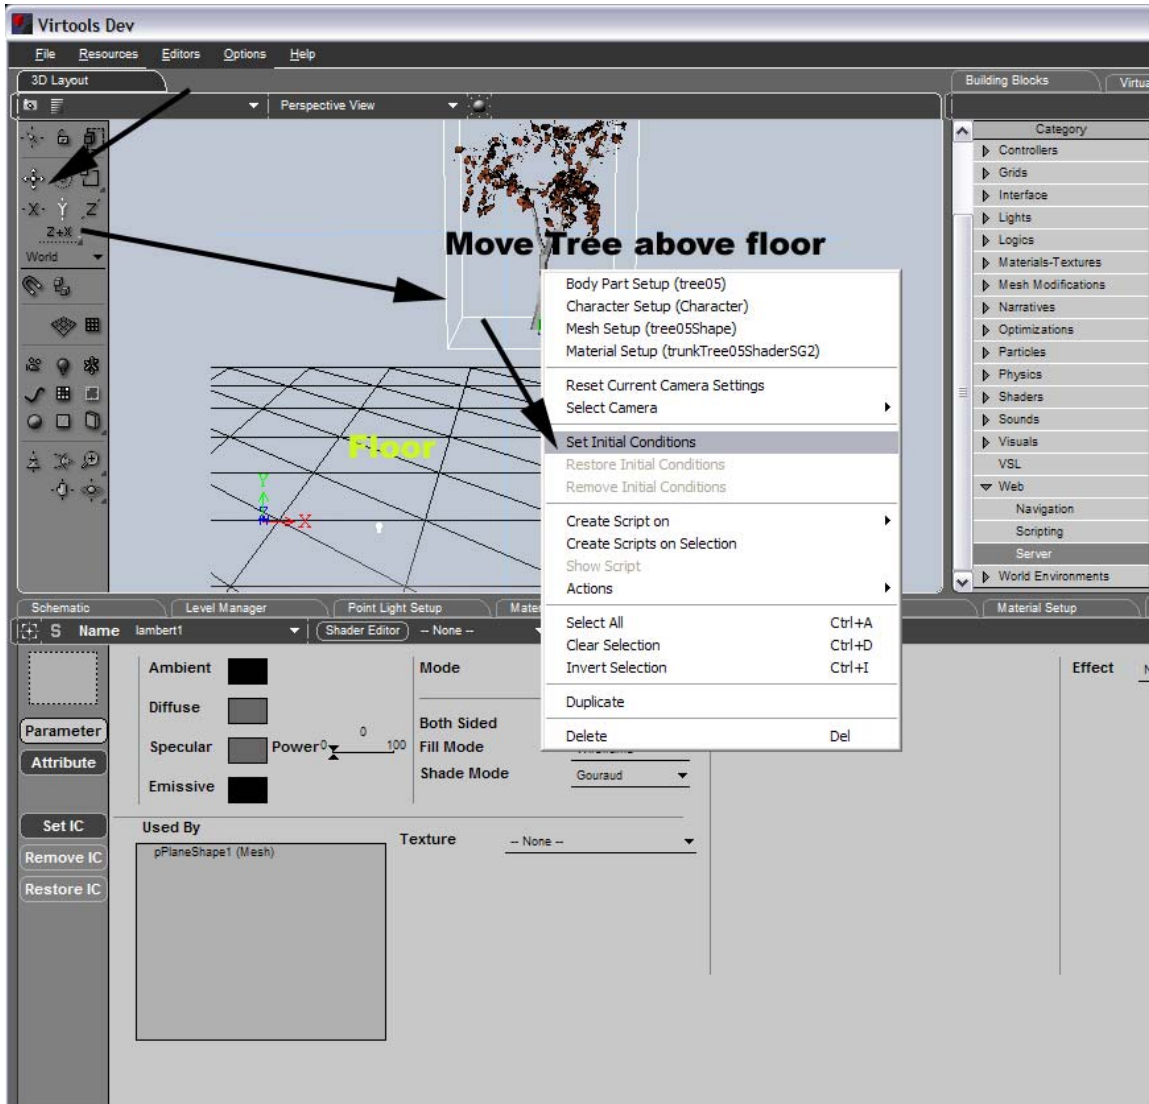 Virtools Dev
File Resources Editors Options Help
3D Layout
Building Blocks
Perspective View
Category
Controllers
Grids
Interface
Lights
Logics
Materials-Textures
Mesh Modifications
Narratives
Optimizations
Particles
Physics
Shaders
Sounds
Visuals
VSL
Web
Navigation
Scripting
Server
World Environments
-X- Y Z
Z+X
World
Move Tree above floor
Floor
Y
Z
X
Body Part Setup (tree05)
Character Setup (Character)
Mesh Setup (tree05Shape)
Material Setup (trunkTree05ShaderSG2)
Reset Current Camera Settings
Select Camera
Set Initial Conditions
Restore Initial Conditions
Remove Initial Conditions
Create Script on
Create Scripts on Selection
Show Script
Actions
Select All Ctrl+A
Clear Selection Ctrl+D
Invert Selection Ctrl+I
Duplicate
Delete Del
Schematic Level Manager Point Light Setup Material Setup
S Name lambert1 Shader Editor -- None --
Ambient
Diffuse
Specular
Emissive
Power 0 0 100
Mode
Both Sided
Fill Mode
Shade Mode Gouraud
Effect
Parameter
Attribute
Set IC
Remove IC
Restore IC
Used By
pPlaneShape1 (Mesh)
Texture -- None --